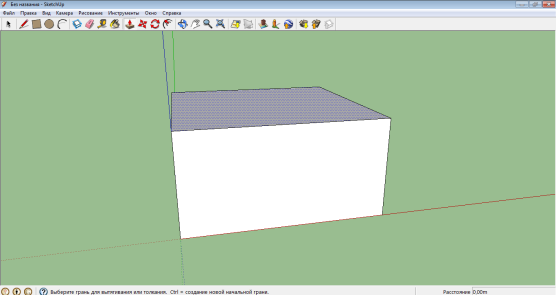 Без названия - SketchUp
Файл Правка Вид Камера Рисование Инструменты Окно Справка
Выберите грань для вытягивания или толкания. Ctrl = создание новой начальной грани.
Расстояние 0,00m